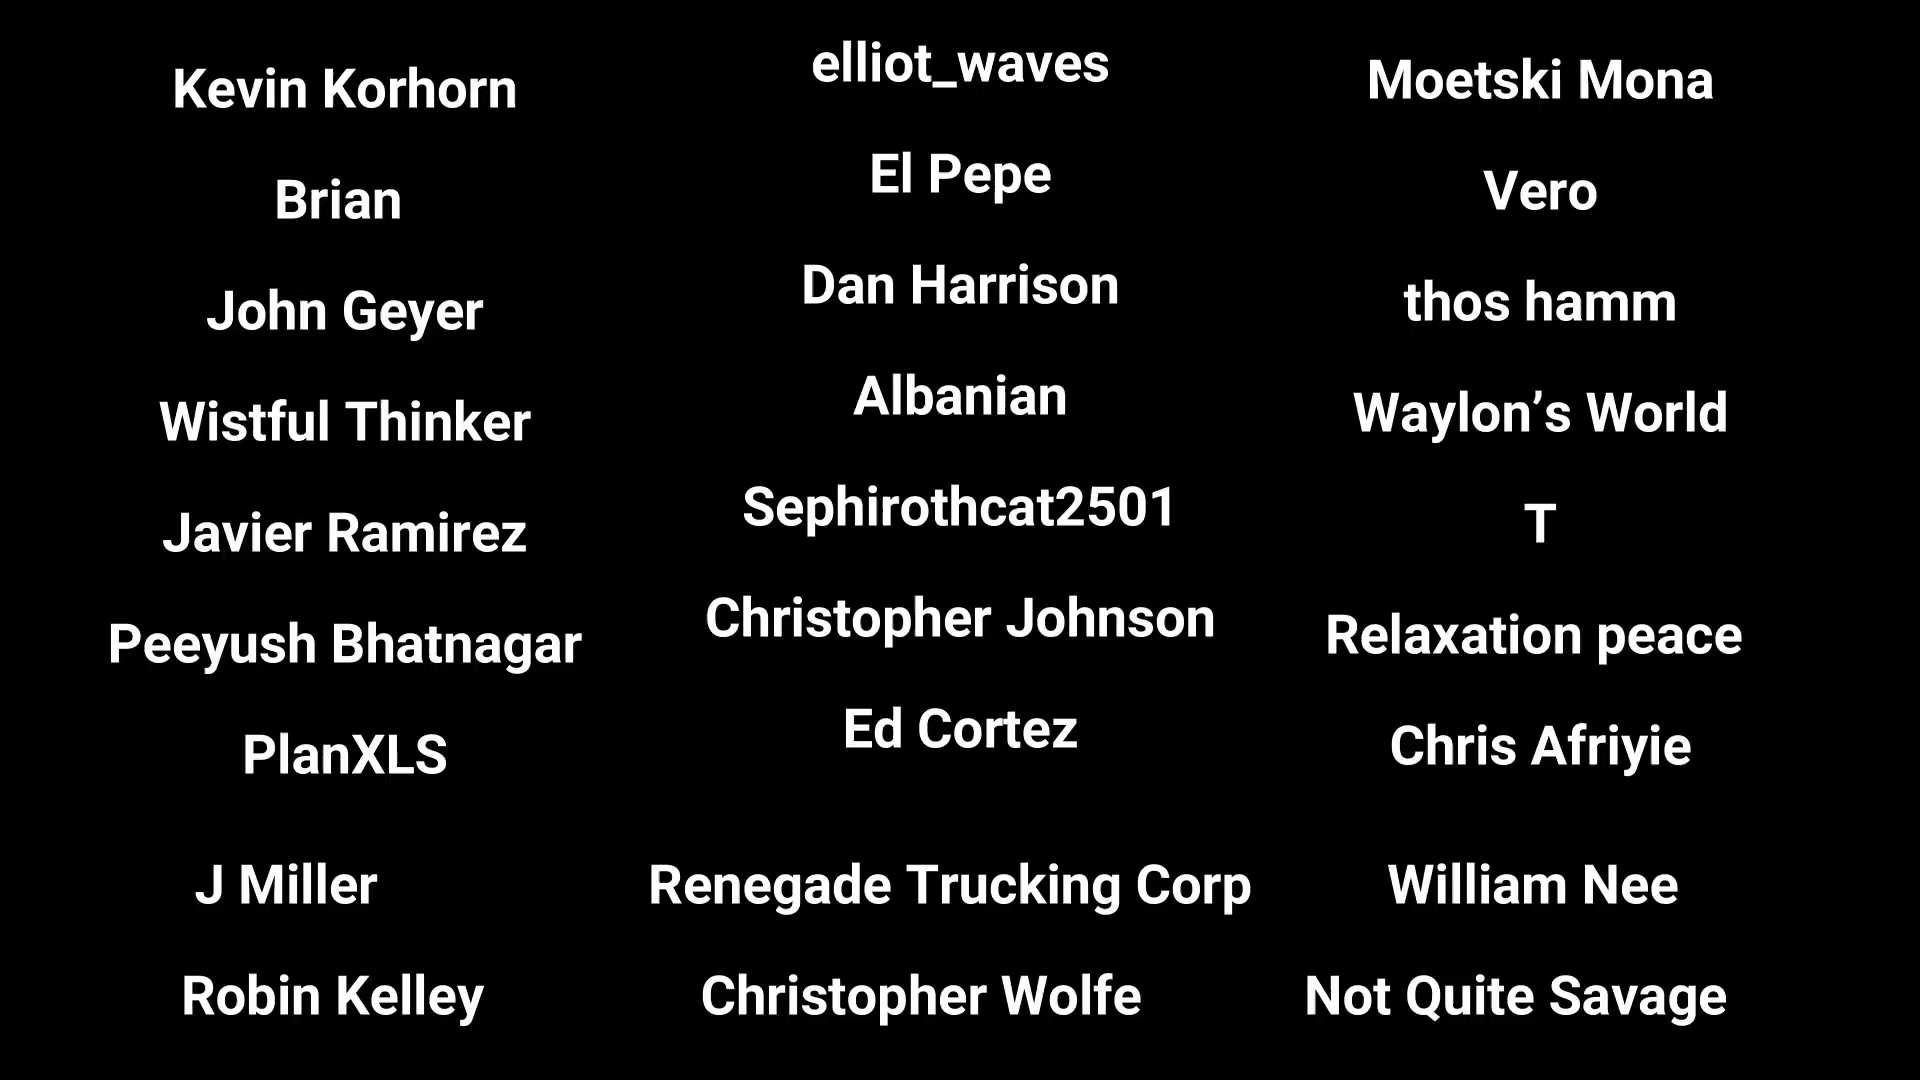 Kevin Korhorn
Brian
John Geyer
Wistful Thinker
Javier Ramirez
Peeyush Bhatnagar
PlanXLS
J Miller
Robin Kelley
elliot_waves
El Pepe
Dan Harrison
Albanian
Sephirothcat2501
Christopher Johnson
Ed Cortez
Renegade Trucking Corp
Christopher Wolfe
Moetski Mona
Vero
thos hamm
Waylon’s World
T
Relaxation peace
Chris Afriyie
William Nee
Not Quite Savage